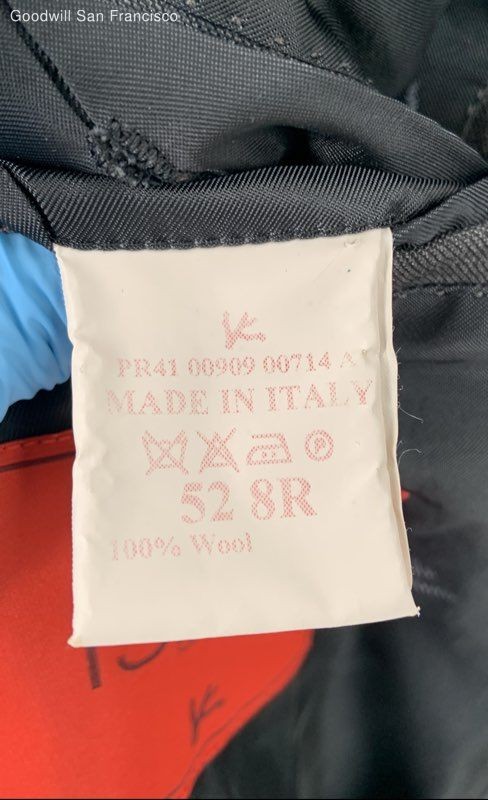 Goodwill San Francisco
PR41 00909 00714 A
MADE IN ITALY
P
52 8R
100% Wool